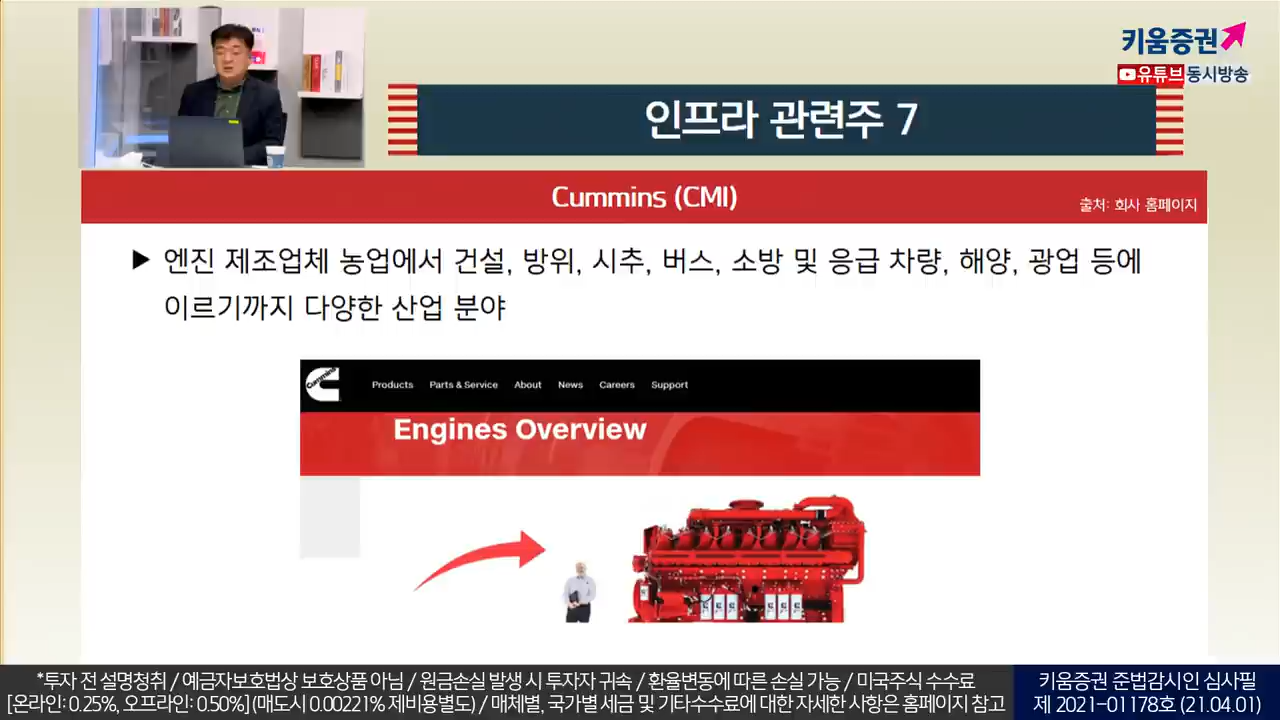 키움증권
유튜브 동시방송
인프라 관련주 7
Cummins (CMI)
출처: 회사 홈페이지
▶ 엔진 제조업체 농업에서 건설, 방위, 시추, 버스, 소방 및 응급 차량, 해양, 광업 등에
이르기까지 다양한 산업 분야
Cummins
Products Parts & Service About News Careers Support
Engines Overview
*투자 전 설명청취 / 예금자보호법상 보호상품 아님 / 원금손실 발생 시 투자자 귀속 / 환율변동에 따른 손실 가능 / 미국주식 수수료
[온라인: 0.25%, 오프라인: 0.50%] (매도시 0.00221% 제비용별도) / 매체별, 국가별 세금 및 기타수수료에 대한 자세한 사항은 홈페이지 참고
키움증권 준법감시인 심사필
제 2021-01178호 (21.04.01)